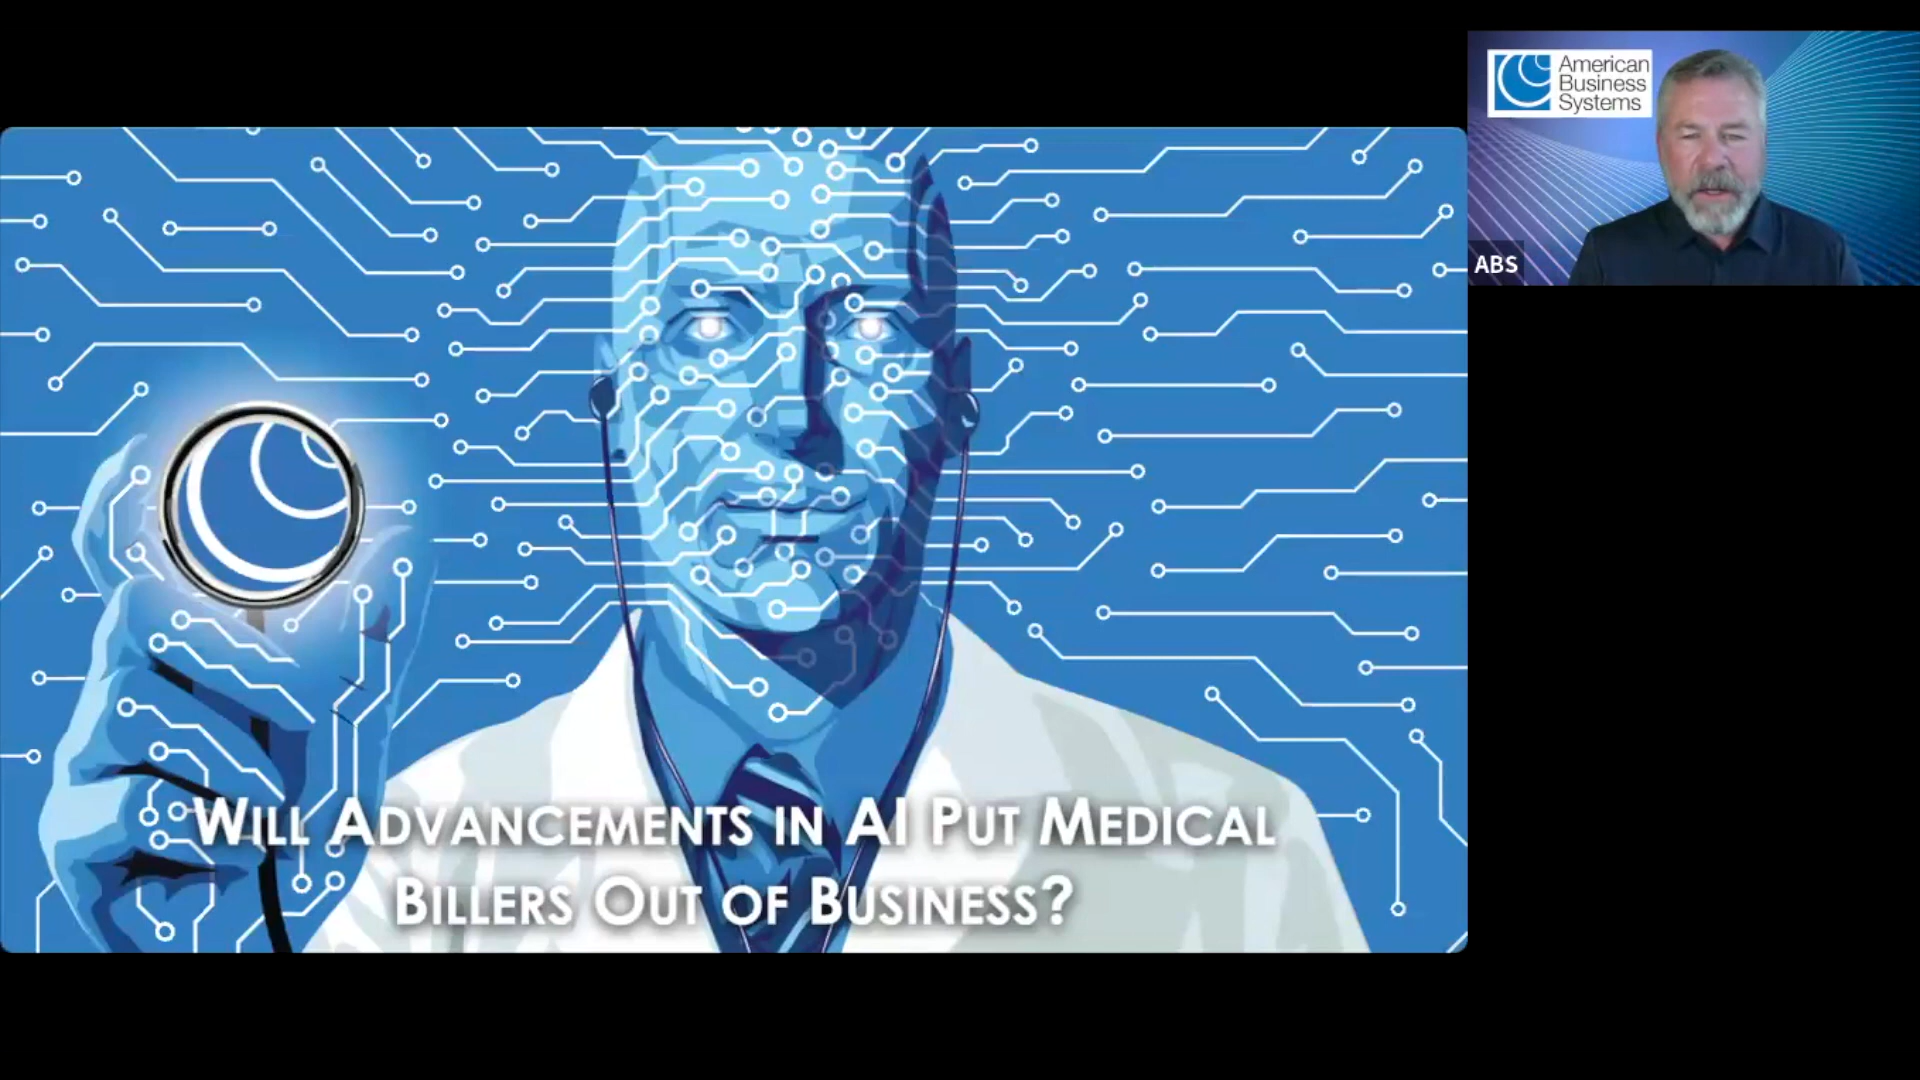 American
Business
Systems
ABS
WILL ADVANCEMENTS IN AI PUT MEDICAL
BILLERS OUT OF BUSINESS?